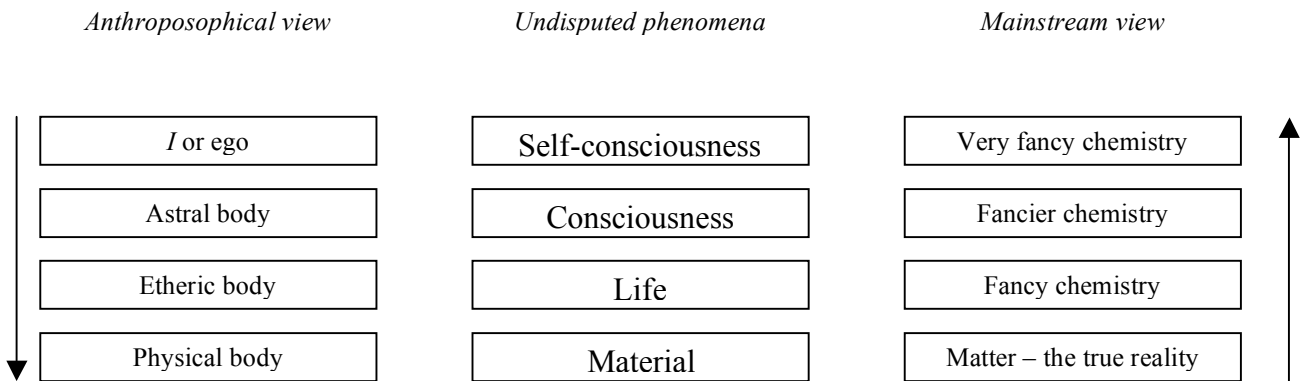 Anthroposophical view Undisputed phenomena Mainstream view
I or ego Self-consciousness Very fancy chemistry
Astral body Consciousness Fancier chemistry
Etheric body Life Fancy chemistry
Physical body Material Matter – the true reality